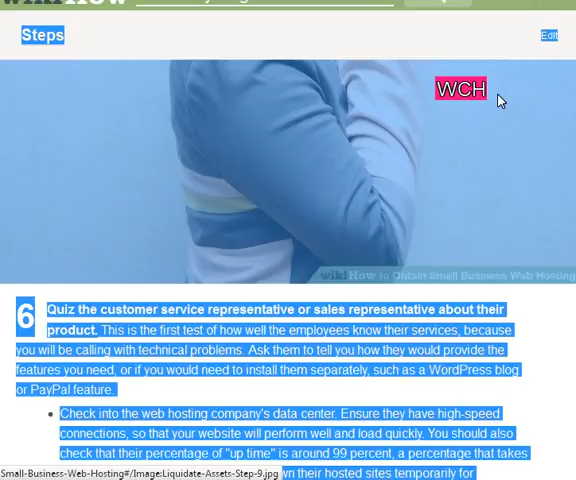 Steps
Edit
WCH
wikiHow to Obtain Small Business Web Hosting
6 Quiz the customer service representative or sales representative about their
product. This is the first test of how well the employees know their services, because
you will be calling with technical problems. Ask them to tell you how they would provide the
features you need, or if you would need to install them separately, such as a WordPress blog
or PayPal feature.
• Check into the web hosting company's data center. Ensure they have high-speed
connections, so that your website will perform well and load quickly. You should also
check that their percentage of "up time" is around 99 percent, a percentage that takes
Small-Business-Web-Hosting#/Image:Liquidate-Assets-Step-9.jpg wn their hosted sites temporarily for